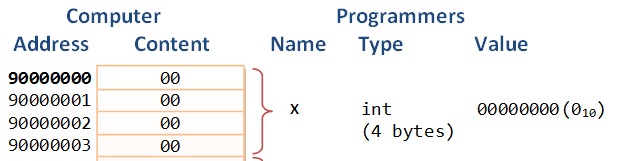 Computer Programmers
Address Content Name Type Value
90000000 00
90000001 00
90000002 00 x int 00000000(0₁₀)
90000003 00 (4 bytes)